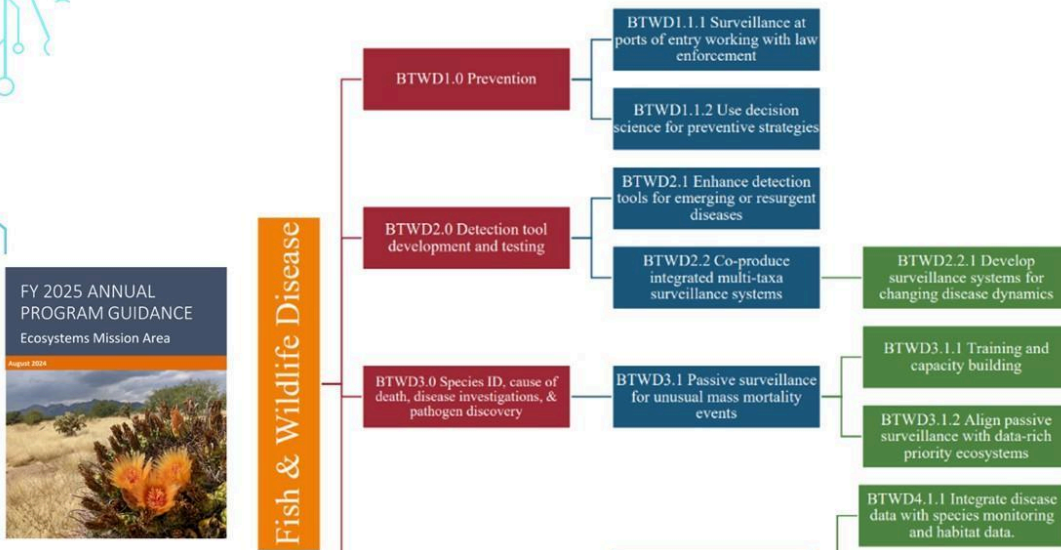 FY 2025 ANNUAL
PROGRAM GUIDANCE
Ecosystems Mission Area
August 2024
Fish & Wildlife Disease
BTWD1.0 Prevention
BTWD1.1.1 Surveillance at
ports of entry working with law
enforcement
BTWD1.1.2 Use decision
science for preventive strategies
BTWD2.0 Detection tool
development and testing
BTWD2.1 Enhance detection
tools for emerging or resurgent
diseases
BTWD2.2 Co-produce
integrated multi-taxa
surveillance systems
BTWD2.2.1 Develop
surveillance systems for
changing disease dynamics
BTWD3.0 Species ID, cause of
death, disease investigations, &
pathogen discovery
BTWD3.1 Passive surveillance
for unusual mass mortality
events
BTWD3.1.1 Training and
capacity building
BTWD3.1.2 Align passive
surveillance with data-rich
priority ecosystems
BTWD4.1.1 Integrate disease
data with species monitoring
and habitat data.